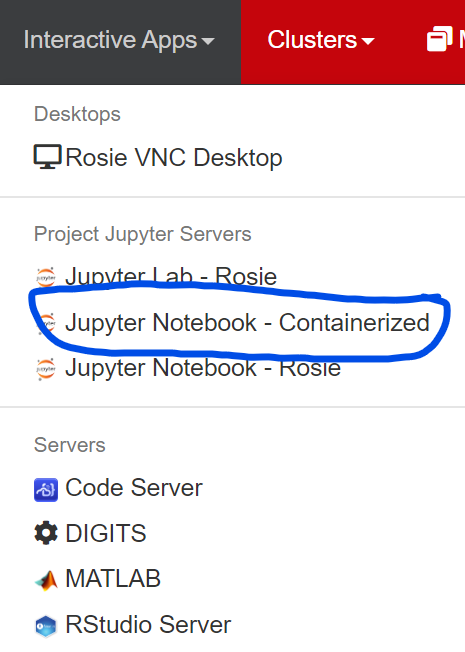 Interactive Apps Clusters
Desktops
Rosie VNC Desktop
Project Jupyter Servers
Jupyter Lab - Rosie
Jupyter Notebook - Containerized
Jupyter Notebook - Rosie
Servers
Code Server
DIGITS
MATLAB
RStudio Server